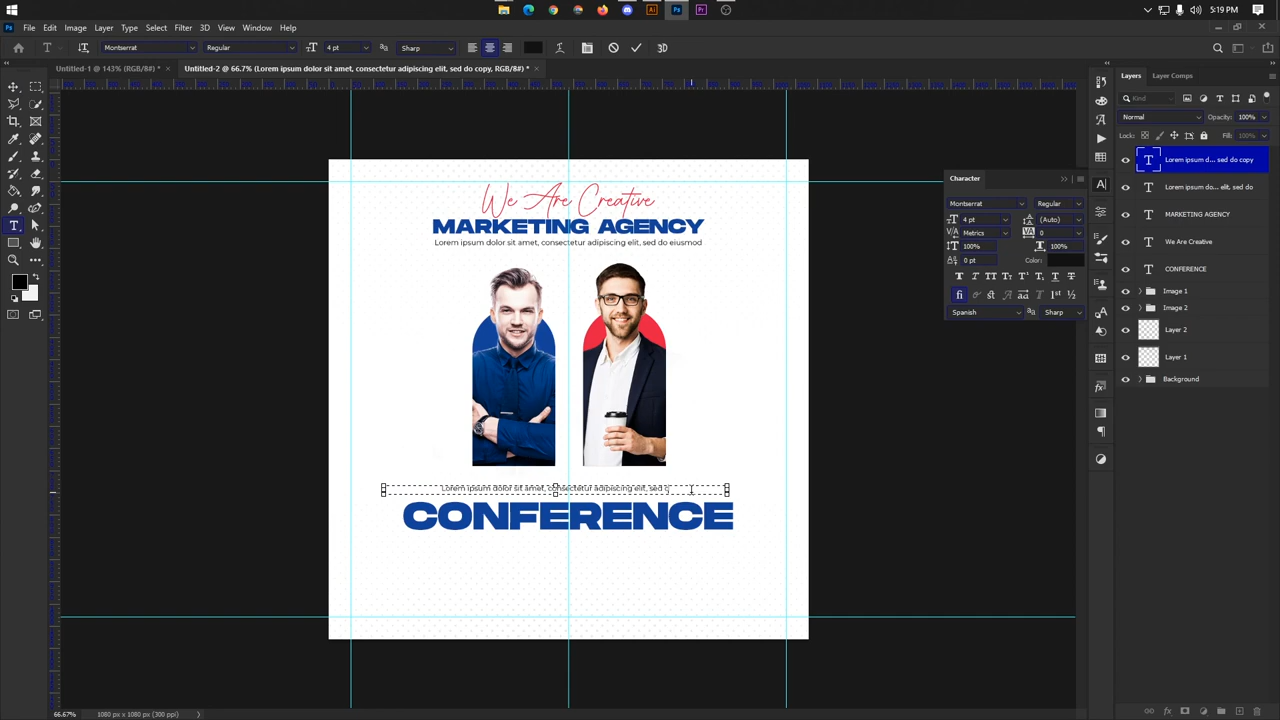 5:19 PM
File Edit Image Layer Type Select Filter 3D View Window Help
Montserrat Regular 4 pt Sharp 3D
Untitled-1 @ 143% (RGB/8#) * × Untitled-2 @ 66.7% (Lorem ipsum dolor sit amet, consectetur adipiscing elit, sed do copy, RGB/8#) * ×
Layers Layer Comps
Kind
Normal Opacity: 100%
Lock: Fill: 100%
Lorem ipsum d... sed do copy
Lorem ipsum do... elit, sed do
MARKETING AGENCY
We Are Creative
CONFERENCE
Image 1
Image 2
Layer 2
Layer 1
Background
Character
Montserrat Regular
4 pt (Auto)
Metrics 0
100% 100%
0 pt Color:
Spanish Sharp
We Are Creative
MARKETING AGENCY
Lorem ipsum dolor sit amet, consectetur adipiscing elit, sed do eiusmod
Lorem ipsum dolor sit amet, consectetur adipiscing elit, sed
CONFERENCE
66.67% 1080 px x 1080 px (300 ppi)